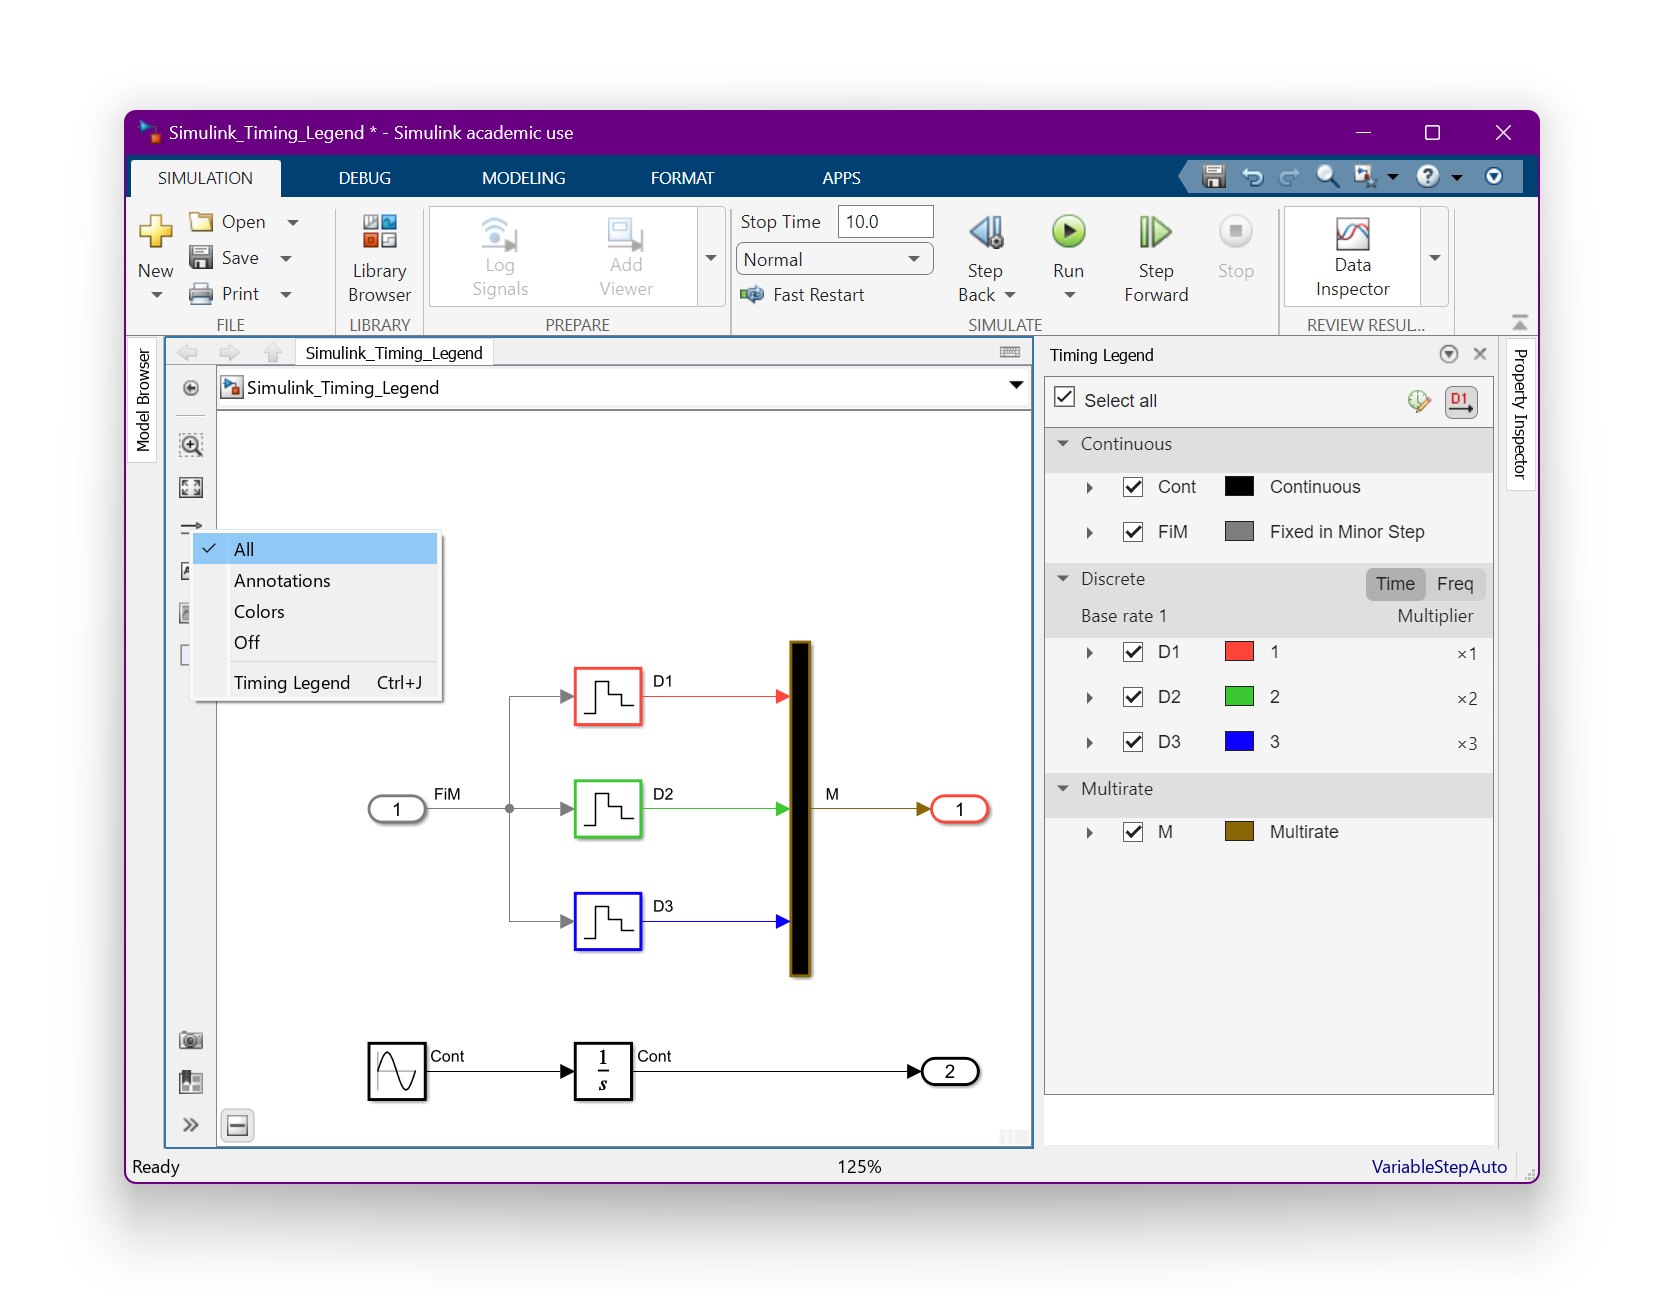 Simulink_Timing_Legend * - Simulink academic use
SIMULATION DEBUG MODELING FORMAT APPS
New
Open
Save
Print
FILE
Library
Browser
LIBRARY
Log
Signals
Add
Viewer
PREPARE
Stop Time 10.0
Normal
Fast Restart
Step
Back
Run
Step
Forward
Stop
SIMULATE
Data
Inspector
REVIEW RESUL...
Model Browser
Simulink_Timing_Legend
Simulink_Timing_Legend
All
Annotations
Colors
Off
Timing Legend Ctrl+J
D1
1 FiM
D2
M
1
D3
Cont
1
s
Cont
2
Timing Legend
Select all
D1
Continuous
Cont Continuous
FiM Fixed in Minor Step
Discrete Time Freq
Base rate 1 Multiplier
D1 1 ×1
D2 2 ×2
D3 3 ×3
Multirate
M Multirate
Property Inspector
Ready 125% VariableStepAuto